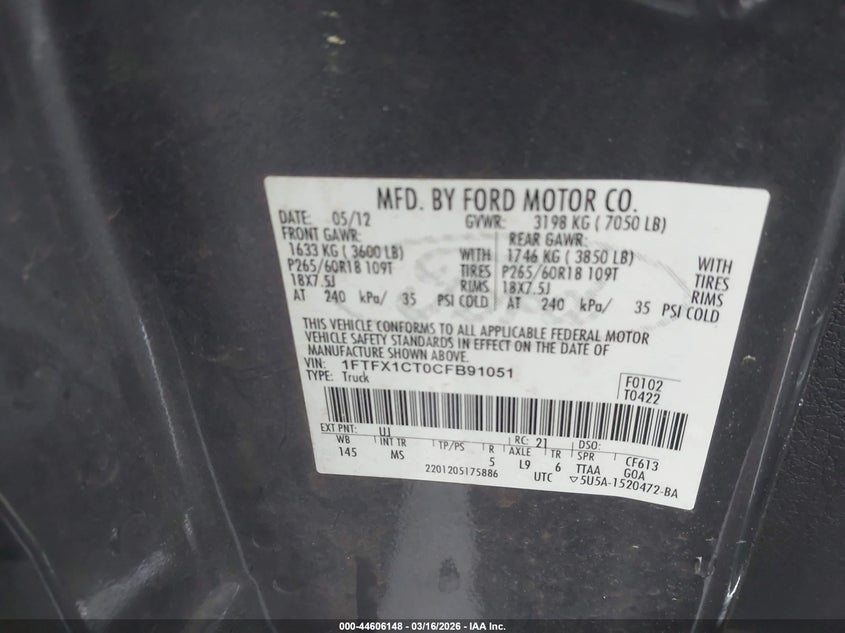 MFD. BY FORD MOTOR CO.
DATE: 05/12 GVWR: 3198 KG ( 7050 LB)
FRONT GAWR: REAR GAWR:
1633 KG ( 3600 LB) WITH 1746 KG ( 3850 LB) WITH
P265/60R18 109T TIRES P265/60R18 109T TIRES
18X7.5J RIMS 18X7.5J RIMS
AT 240 kPa/ 35 PSI COLD AT 240 kPa/ 35 PSI COLD
THIS VEHICLE CONFORMS TO ALL APPLICABLE FEDERAL MOTOR
VEHICLE SAFETY STANDARDS IN EFFECT ON THE DATE OF
MANUFACTURE SHOWN ABOVE.
VIN: 1FTFX1CT0CFB91051
TYPE: Truck
F0102
T0422
EXT PNT: UJ RC: 21 DSO:
WB INT TR TP/PS R AXLE TR SPR CF613
145 MS 5 L9 6 TTAA GOA
2201205175886 UTC ▽5U5A-1520472-BA
000-44606148 - 03/16/2026 - IAA Inc.